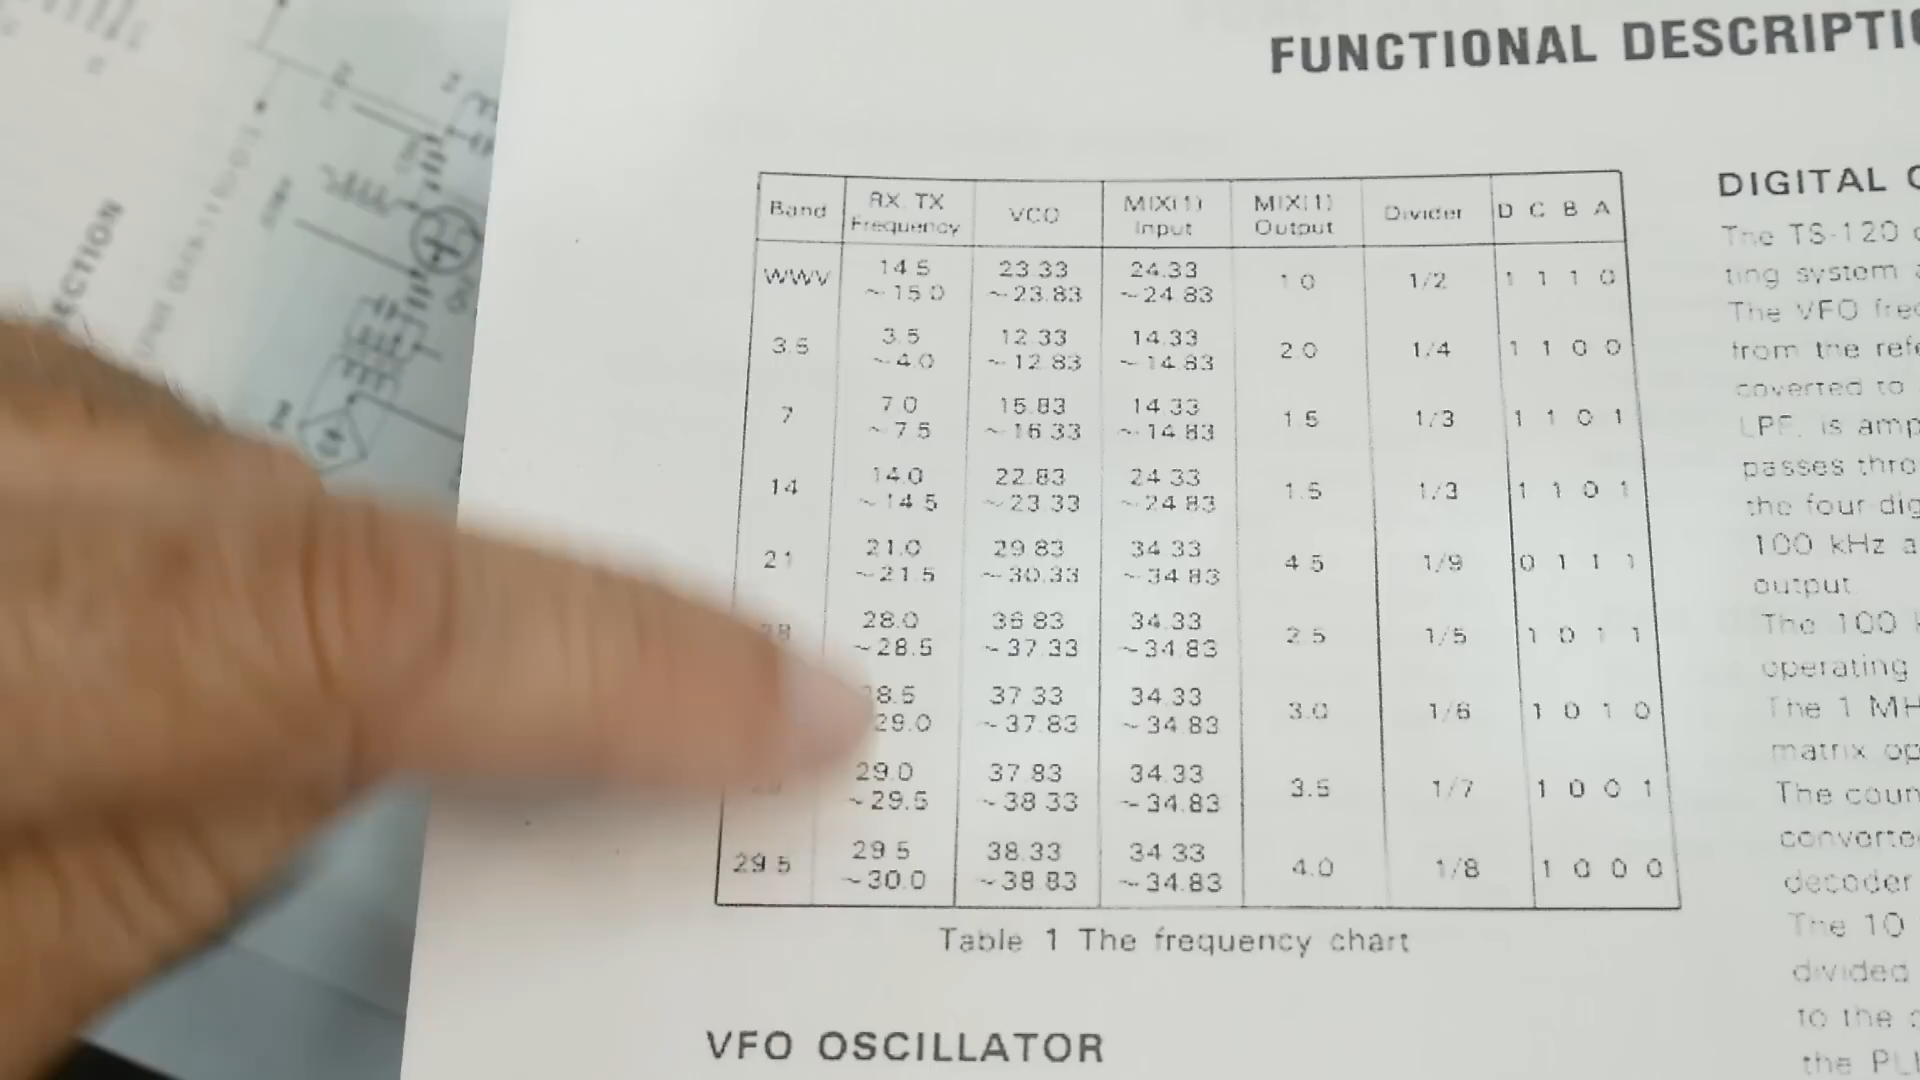 FUNCTIONAL DESCRIPTI
Band RX. TX Frequency VCO MIX(1) Input MIX(1) Output Divider D C B A
WWV 14.5 ~15.0 23.33 ~23.83 24.33 ~24.83 1.0 1/2 1 1 1 0
3.5 3.5 ~4.0 12.33 ~12.83 14.33 ~14.83 2.0 1/4 1 1 0 0
7 7.0 ~7.5 15.83 ~16.33 14.33 ~14.83 1.5 1/3 1 1 0 1
14 14.0 ~14.5 22.83 ~23.33 24.33 ~24.83 1.5 1/3 1 1 0 1
21 21.0 ~21.5 29.83 ~30.33 34.33 ~34.83 4.5 1/9 0 1 1 1
28 28.0 ~28.5 36.83 ~37.33 34.33 ~34.83 2.5 1/5 1 0 1 1
8.5 29.0 37.33 ~37.83 34.33 ~34.83 3.0 1/6 1 0 1 0
29.0 ~29.5 37.83 ~38.33 34.33 ~34.83 3.5 1/7 1 0 0 1
29.5 29.5 ~30.0 38.33 ~38.83 34.33 ~34.83 4.0 1/8 1 0 0 0
Table 1 The frequency chart
VFO OSCILLATOR
DIGITAL
The TS-120
ting system
The VFO fre
from the refe
coverted to
LPF, is amp
passes thro
the four dig
100 kHz a
output
The 100
operating
The 1 MH
matrix op
The coun
converte
decoder
The 10
divided
to the
the PL
ECTION